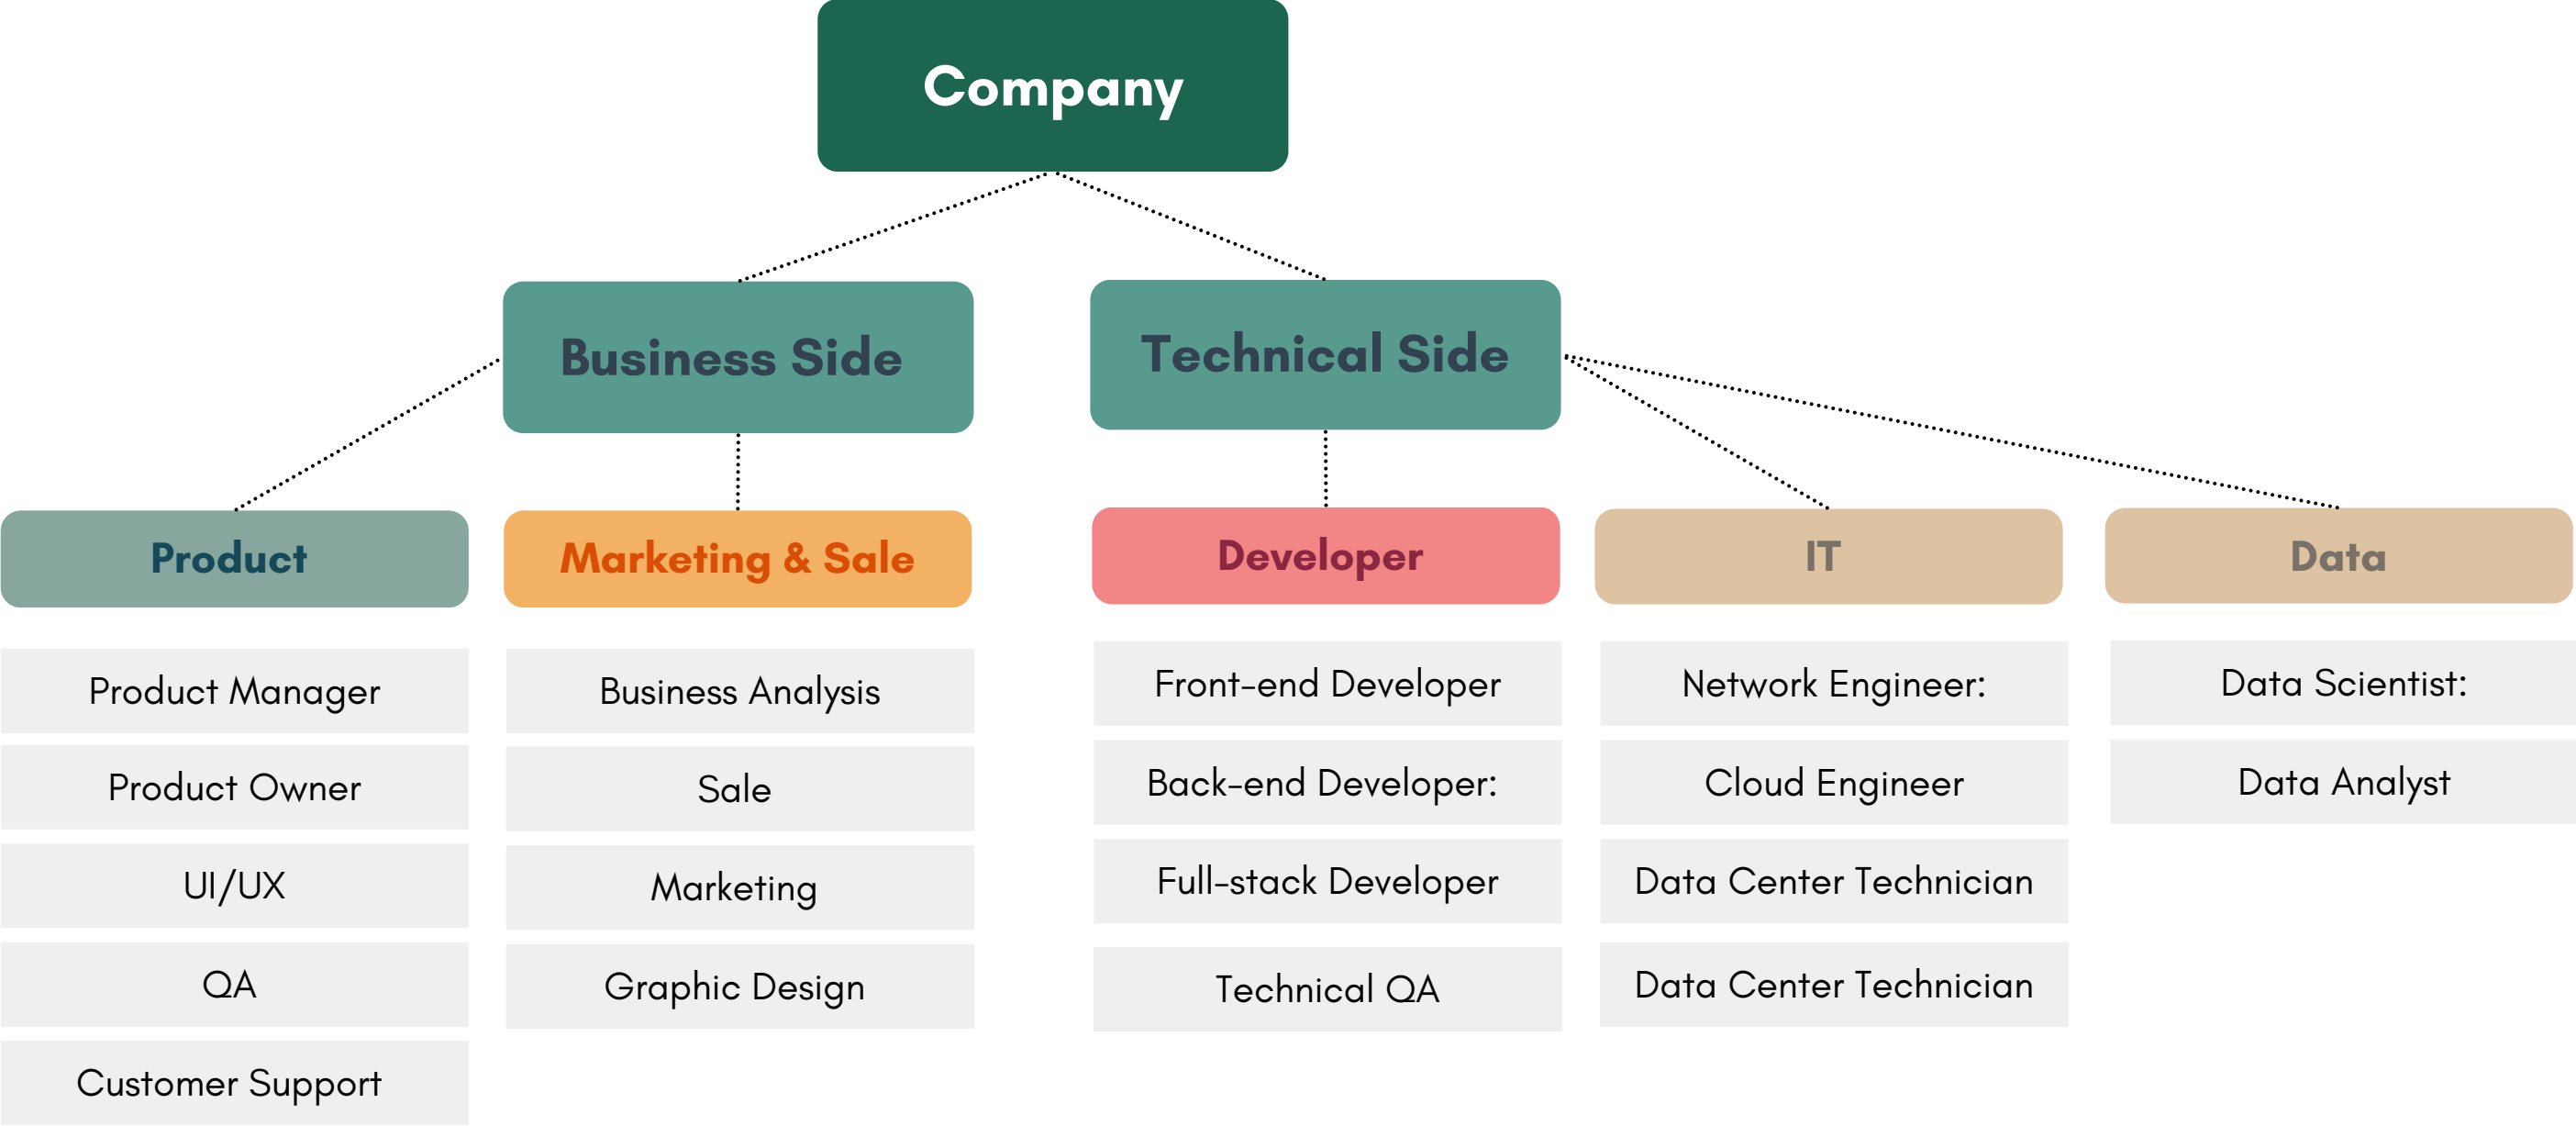 Company
Business Side
Technical Side
Product
Marketing & Sale
Developer
IT
Data
Product Manager
Product Owner
UI/UX
QA
Customer Support
Business Analysis
Sale
Marketing
Graphic Design
Front-end Developer
Back-end Developer:
Full-stack Developer
Technical QA
Network Engineer:
Cloud Engineer
Data Center Technician
Data Center Technician
Data Scientist:
Data Analyst